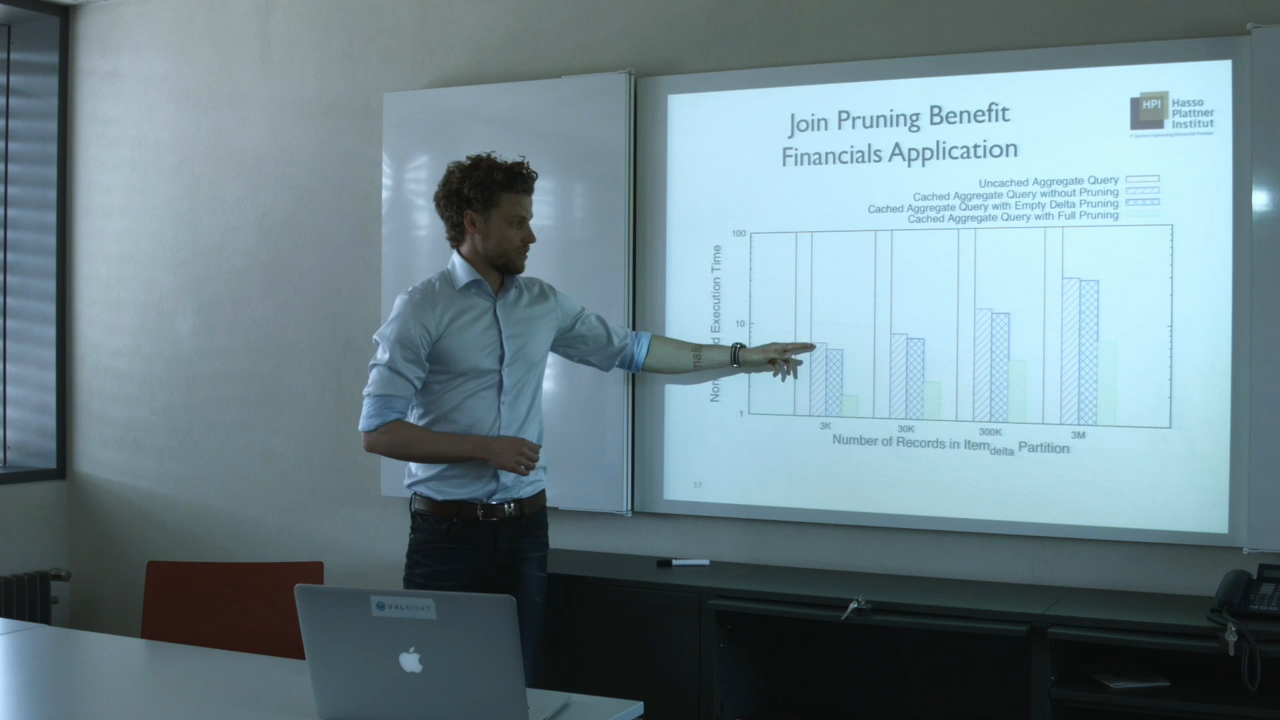 Join Pruning Benefit
Financials Application
HPI
Hasso
Plattner
Institut
Uncached Aggregate Query
Cached Aggregate Query without Pruning
Cached Aggregate Query with Empty Delta Pruning
Cached Aggregate Query with Full Pruning
100
10
1
Execution Time
3K
30K
300K
3M
Number of Records in Itemdelta Partition
17
VALSIGHT